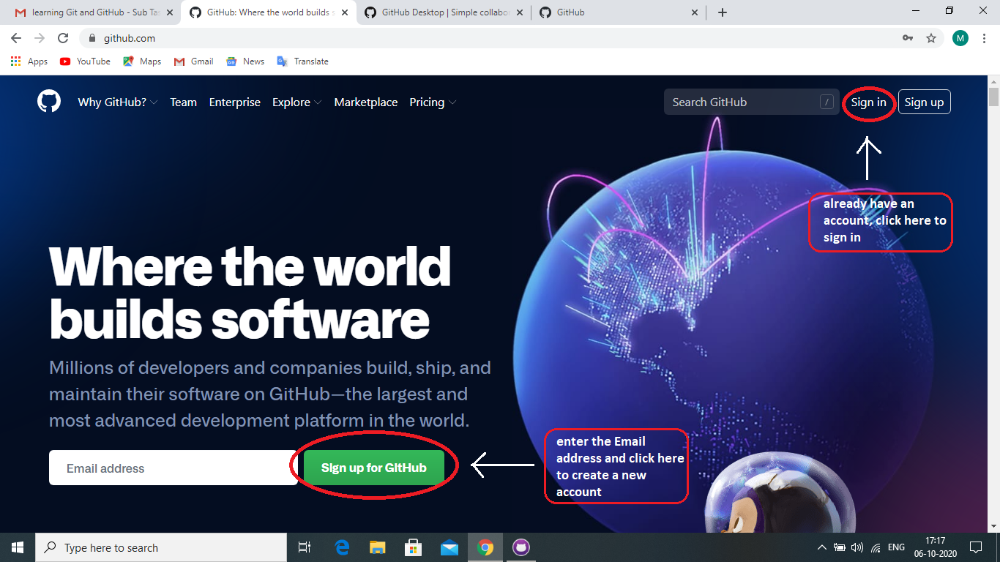 learning Git and GitHub - Sub Tas
GitHub: Where the world builds s
GitHub Desktop | Simple collabor
GitHub
github.com
M
Apps
YouTube
Maps
Gmail
News
Translate
Why GitHub?
Team
Enterprise
Explore
Marketplace
Pricing
Search GitHub
/
Sign in
Sign up
already have an
account, click here to
sign in
Where the world
builds software
Millions of developers and companies build, ship, and
maintain their software on GitHub—the largest and
most advanced development platform in the world.
Email address
Sign up for GitHub
enter the Email
address and click here
to create a new
account
Type here to search
ENG
17:17
06-10-2020